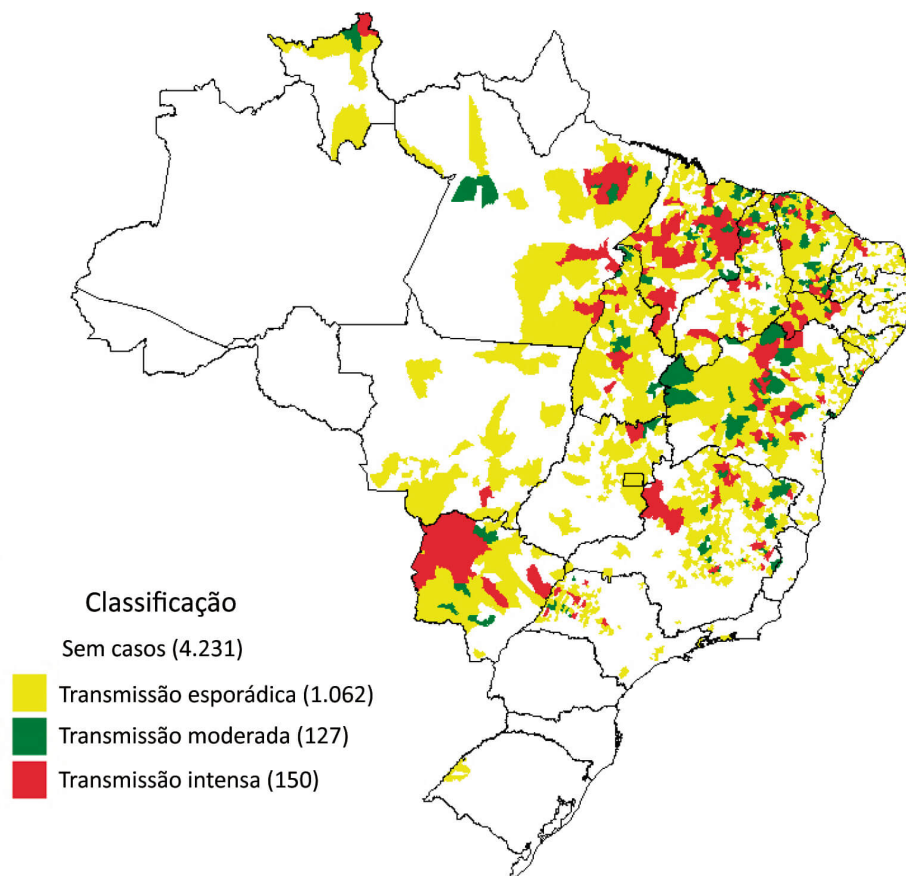 Classificação
Sem casos (4.231)
Transmissão esporádica (1.062)
Transmissão moderada (127)
Transmissão intensa (150)